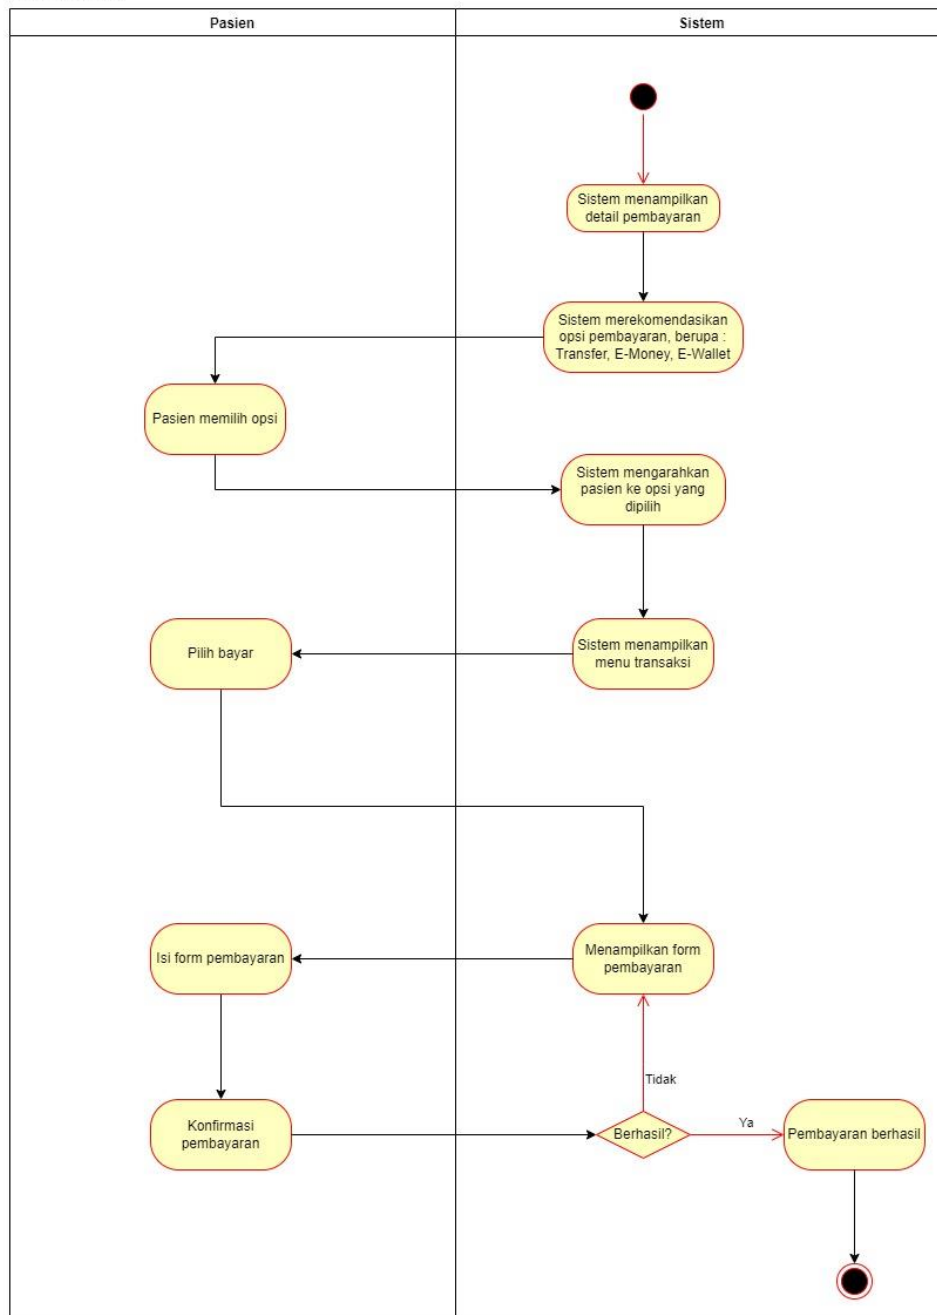 Pasien
Sistem
Sistem menampilkan
detail pembayaran
Sistem merekomendasikan
opsi pembayaran, berupa :
Transfer, E-Money, E-Wallet
Pasien memilih opsi
Sistem mengarahkan
pasien ke opsi yang
dipilih
Sistem menampilkan
menu transaksi
Pilih bayar
Menampilkan form
pembayaran
Isi form pembayaran
Konfirmasi
pembayaran
Berhasil?
Tidak
Ya
Pembayaran berhasil